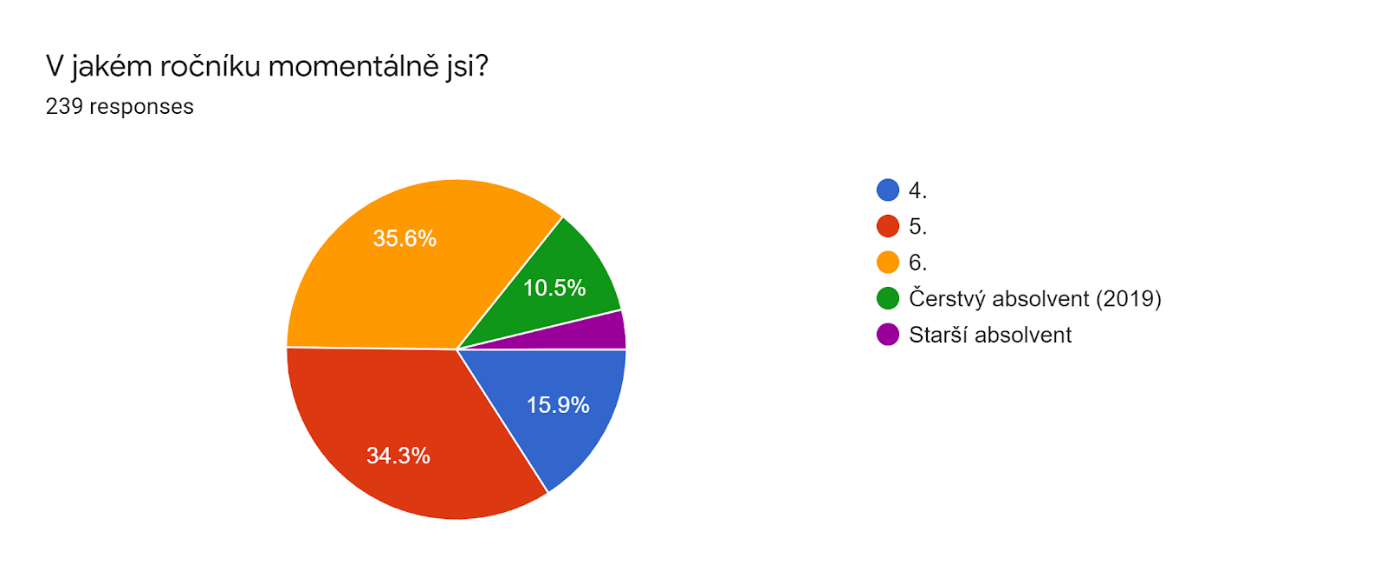 V jakém ročníku momentálně jsi?
239 responses
35.6%
10.5%
15.9%
34.3%
4.
5.
6.
Čerstvý absolvent (2019)
Starší absolvent